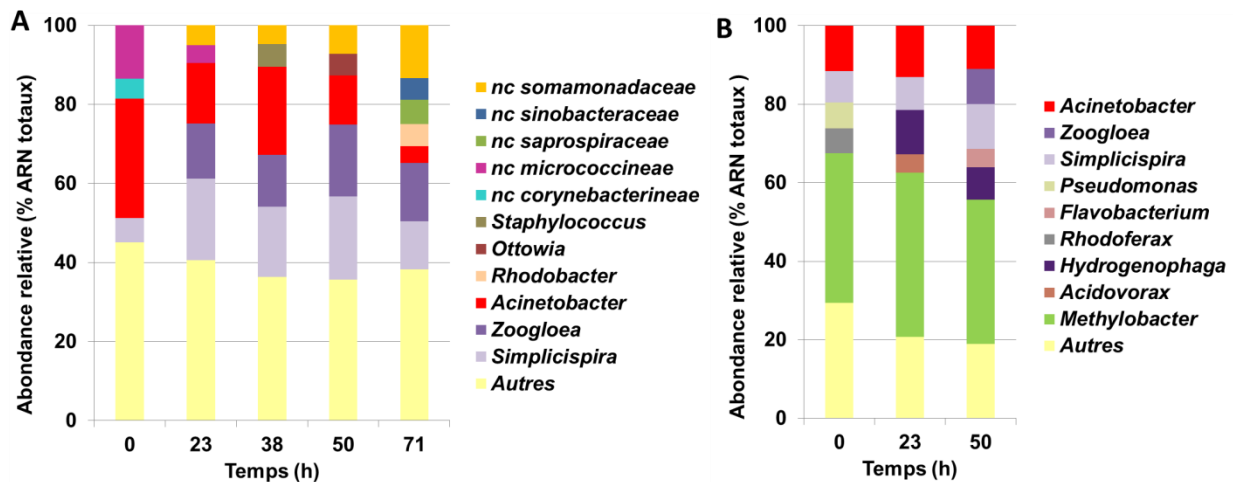 A
Abondance relative (% ARN totaux)
100
80
60
40
20
0
0 23 38 50 71
Temps (h)
nc somamonadaceae
nc sinobacteraceae
nc saprospiraceae
nc micrococcineae
nc corynebacterineae
Staphylococcus
Ottowia
Rhodobacter
Acinetobacter
Zoogloea
Simplicispira
Autres
B
Abondance relative (% ARN totaux)
100
80
60
40
20
0
0 23 50
Temps (h)
Acinetobacter
Zoogloea
Simplicispira
Pseudomonas
Flavobacterium
Rhodoferax
Hydrogenophaga
Acidovorax
Methylobacter
Autres